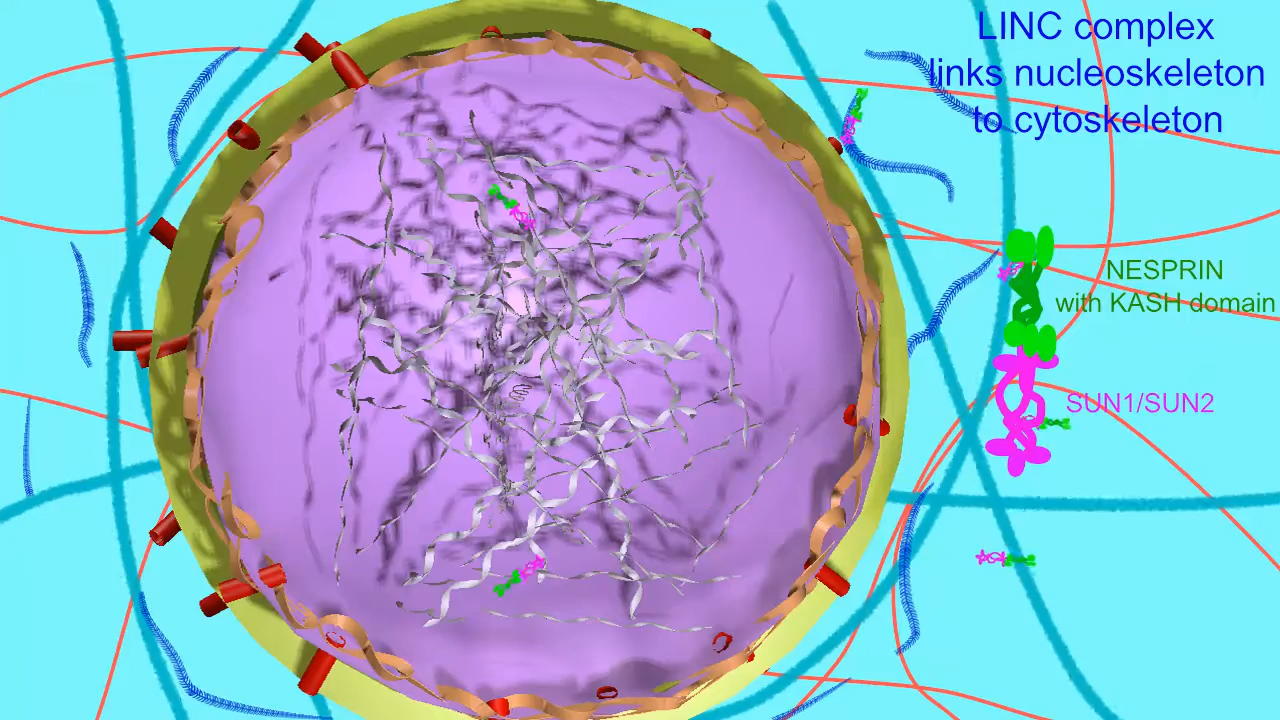 LINC complex
links nucleoskeleton
to cytoskeleton
NESPRIN
with KASH domain
SUN1/SUN2